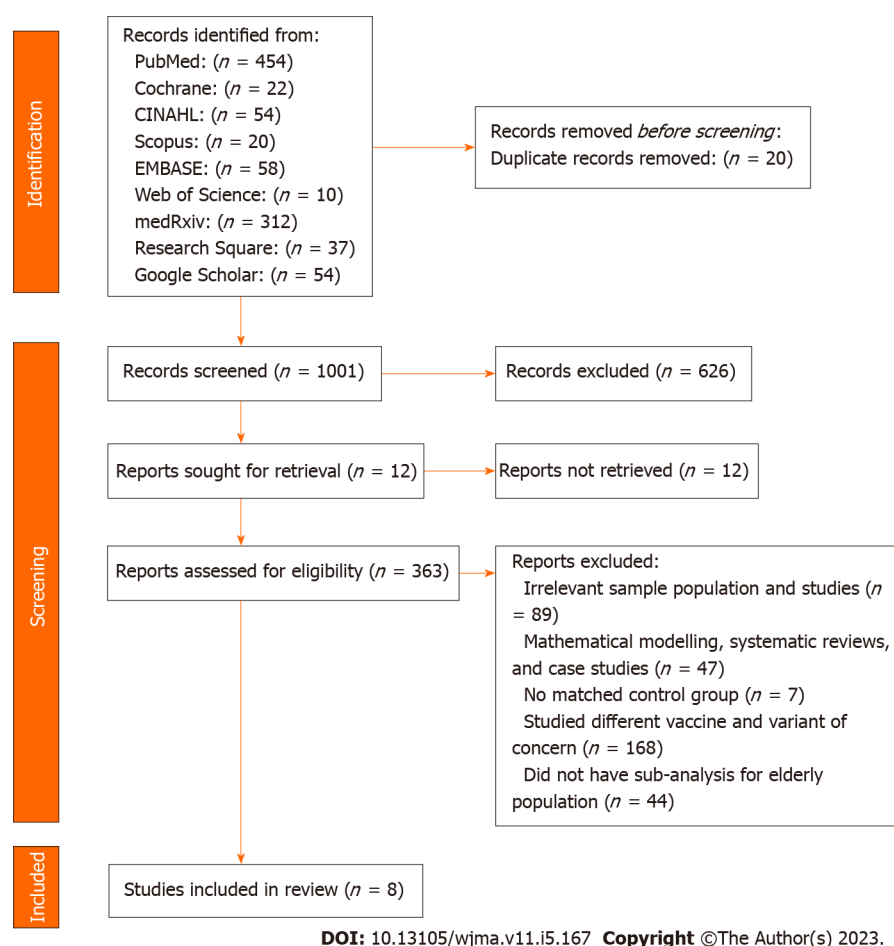 Identification
Records identified from:
PubMed: (n = 454)
Cochrane: (n = 22)
CINAHL: (n = 54)
Scopus: (n = 20)
EMBASE: (n = 58)
Web of Science: (n = 10)
medRxiv: (n = 312)
Research Square: (n = 37)
Google Scholar: (n = 54)
Records removed before screening:
Duplicate records removed: (n = 20)
Screening
Records screened (n = 1001)
Records excluded (n = 626)
Reports sought for retrieval (n = 12)
Reports not retrieved (n = 12)
Reports assessed for eligibility (n = 363)
Reports excluded:
Irrelevant sample population and studies (n
= 89)
Mathematical modelling, systematic reviews,
and case studies (n = 47)
No matched control group (n = 7)
Studied different vaccine and variant of
concern (n = 168)
Did not have sub-analysis for elderly
population (n = 44)
Included
Studies included in review (n = 8)
DOI: 10.13105/wjma.v11.i5.167 Copyright ©The Author(s) 2023.